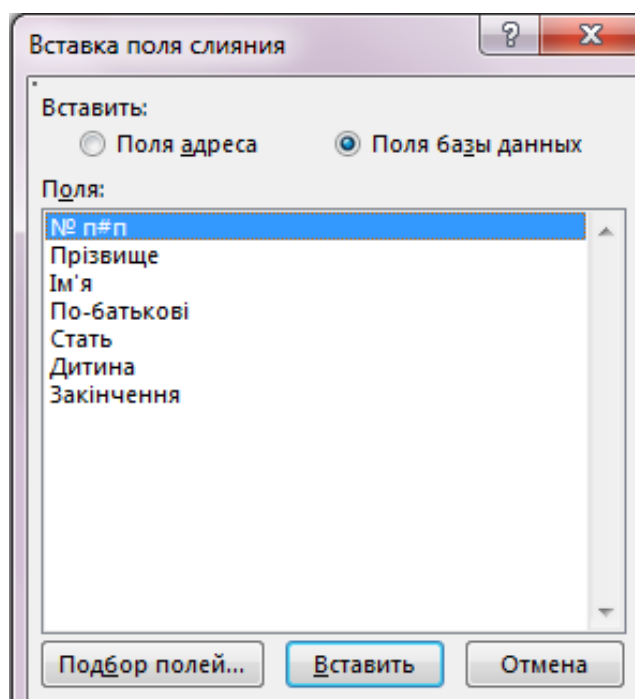 Вставка поля слияния
Вставить:
Поля адреса Поля базы данных
Поля:
№ п#п
Прізвище
Ім'я
По-батькові
Стать
Дитина
Закінчення
Подбор полей... Вставить Отмена